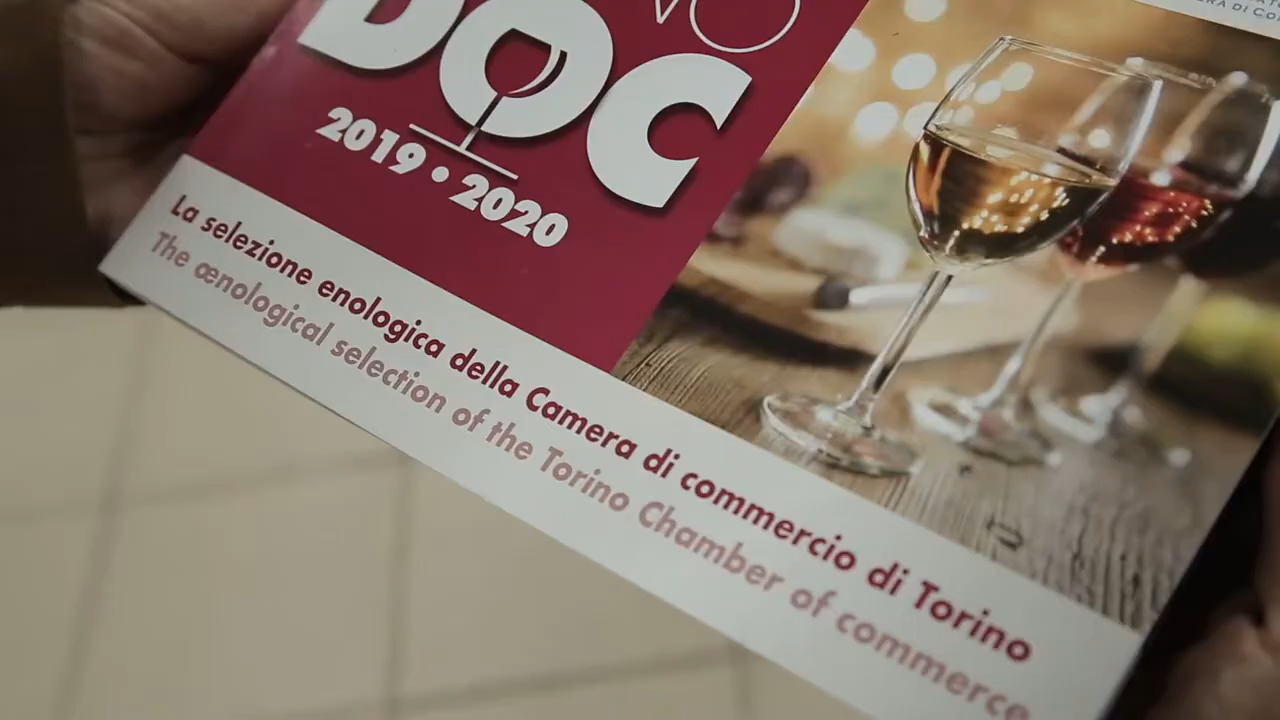 DOC
2019 • 2020
La selezione enologica della Camera di commercio di Torino
The œnological selection of the Torino Chamber of commerce